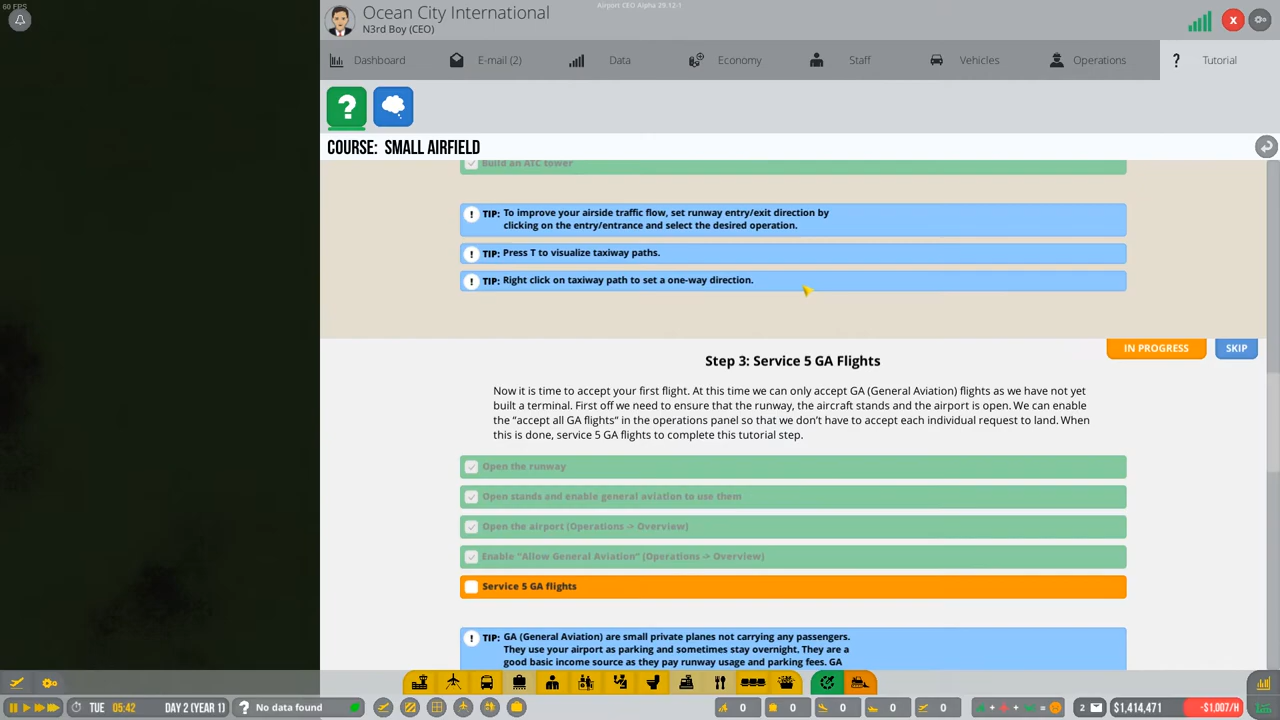 60 FPS
Airport CEO Alpha 29.12-1
Ocean City International
N3rd Boy (CEO)
Dashboard
E-mail (2)
Data
Economy
Staff
Vehicles
Operations
? Tutorial
COURSE: SMALL AIRFIELD
Build an ATC tower
! TIP: To improve your airside traffic flow, set runway entry/exit direction by
clicking on the entry/entrance and select the desired operation.
! TIP: Press T to visualize taxiway paths.
! TIP: Right click on taxiway path to set a one-way direction.
IN PROGRESS
SKIP
Step 3: Service 5 GA Flights
Now it is time to accept your first flight. At this time we can only accept GA (General Aviation) flights as we have not yet
built a terminal. First off we need to ensure that the runway, the aircraft stands and the airport is open. We can enable
the “accept all GA flights” in the operations panel so that we don't have to accept each individual request to land. When
this is done, service 5 GA flights to complete this tutorial step.
Open the runway
Open stands and enable general aviation to use them
Open the airport (Operations -> Overview)
Enable "Allow General Aviation" (Operations -> Overview)
Service 5 GA flights
! TIP: GA (General Aviation) are small private planes not carrying any passengers.
They use your airport as parking and sometimes stay overnight. They are a
good basic income source as they pay runway usage and parking fees. GA
TUE 05:42 DAY 2 (YEAR 1) ? No data found 0 0 0 0 0 0 2 $1,414,471 -$1,007/H